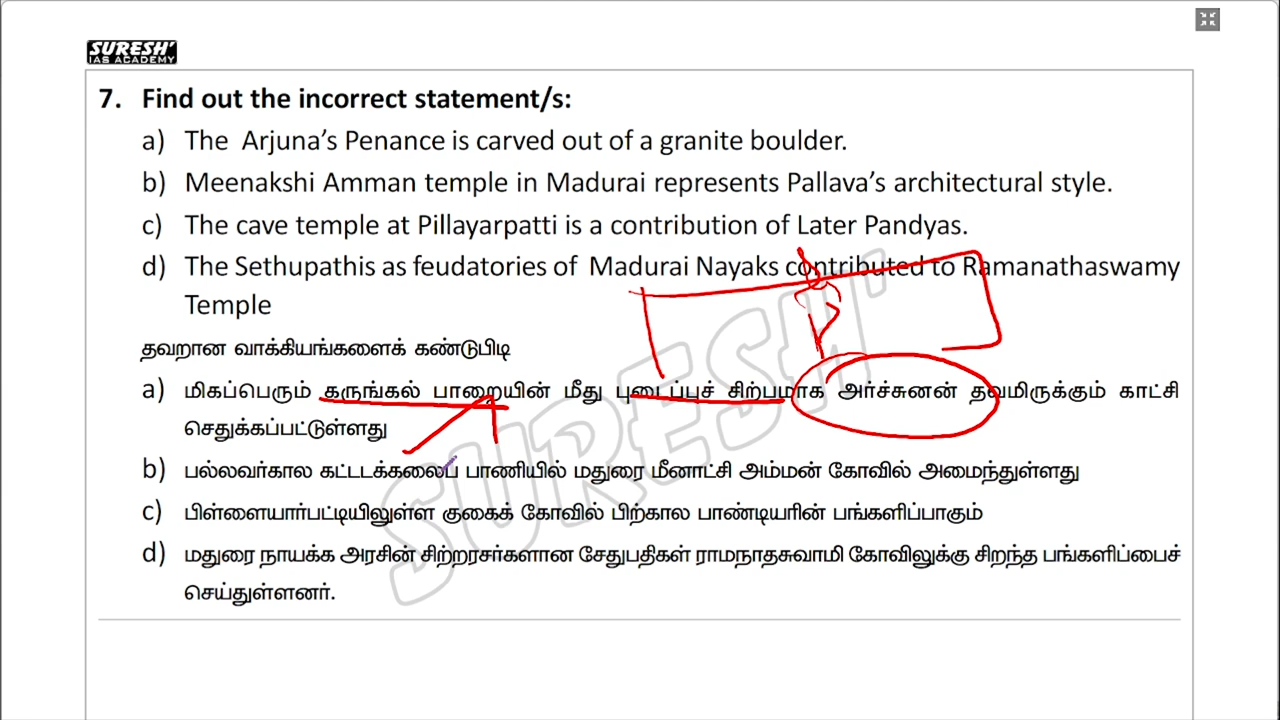 SURESH'
IAS ACADEMY
7. Find out the incorrect statement/s:
a) The Arjuna's Penance is carved out of a granite boulder.
b) Meenakshi Amman temple in Madurai represents Pallava's architectural style.
c) The cave temple at Pillayarpatti is a contribution of Later Pandyas.
d) The Sethupathis as feudatories of Madurai Nayaks contributed to Ramanathaswamy
Temple
தவறான வாக்கியங்களைக் கண்டுபிடி
a) மிகப்பெரும் கருங்கல் பாறையின் மீது புடைப்புச் சிற்பமாக அர்ச்சுனன் தவமிருக்கும் காட்சி
செதுக்கப்பட்டுள்ளது
b) பல்லவர்கால கட்டடக்கலைப் பாணியில் மதுரை மீனாட்சி அம்மன் கோவில் அமைந்துள்ளது
c) பிள்ளையார்பட்டியிலுள்ள குகைக் கோவில் பிற்கால பாண்டியரின் பங்களிப்பாகும்
d) மதுரை நாயக்க அரசின் சிற்றரசர்களான சேதுபதிகள் ராமநாதசுவாமி கோவிலுக்கு சிறந்த பங்களிப்பைச்
செய்துள்ளனர்.
SURESH'